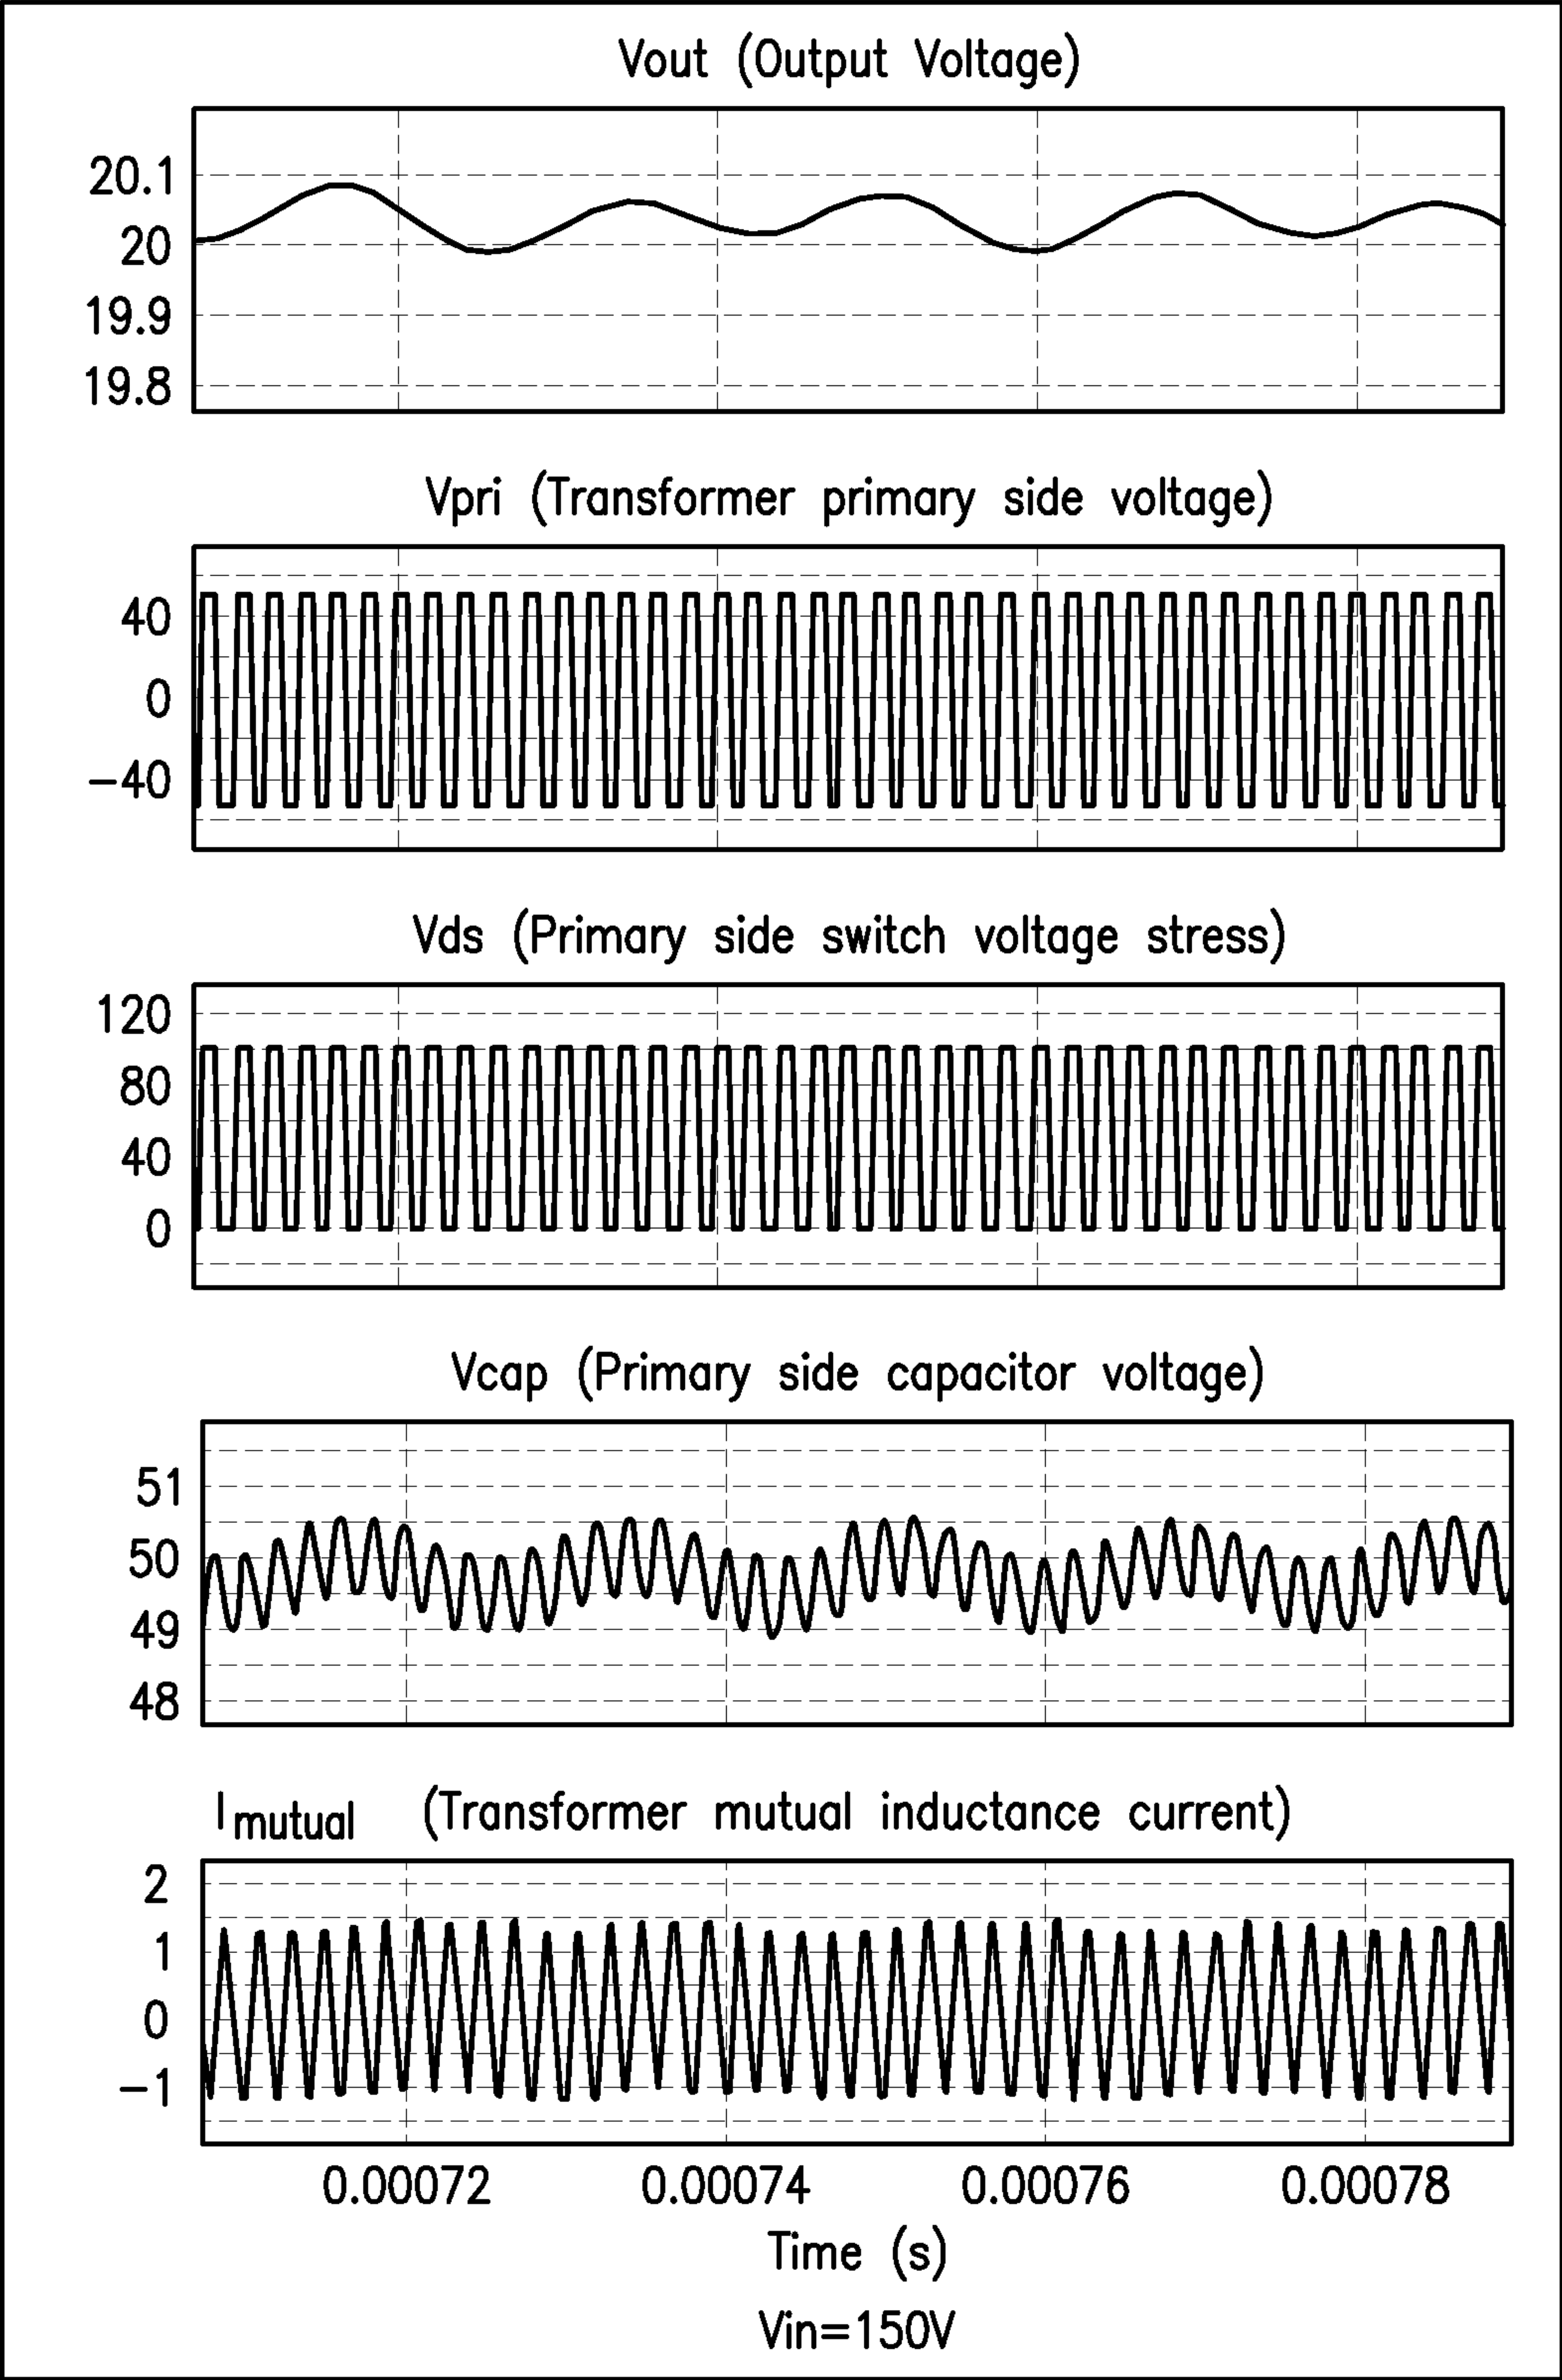 Vout (Output Voltage)
20.1
20
19.9
19.8
Vpri (Transformer primary side voltage)
40
0
−40
Vds (Primary side switch voltage stress)
120
80
40
0
Vcap (Primary side capacitor voltage)
51
50
49
48
Imutual (Transformer mutual inductance current)
2
1
0
−1
0.00072 0.00074 0.00076 0.00078
Time (s)
Vin=150V